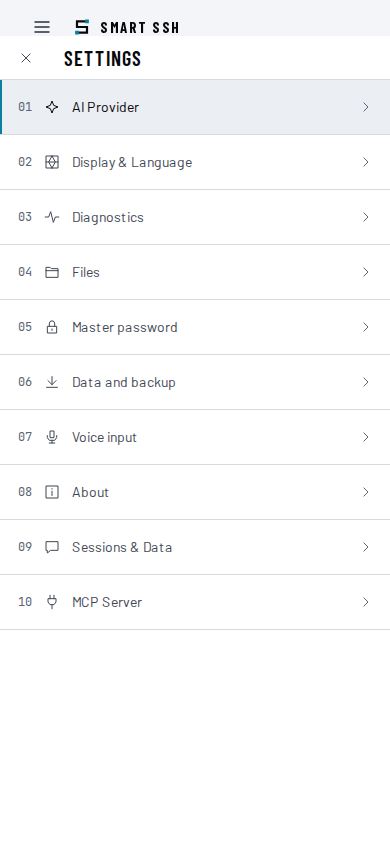 SMART SSH
SETTINGS
01 AI Provider
02 Display & Language
03 Diagnostics
04 Files
05 Master password
06 Data and backup
07 Voice input
08 About
09 Sessions & Data
10 MCP Server